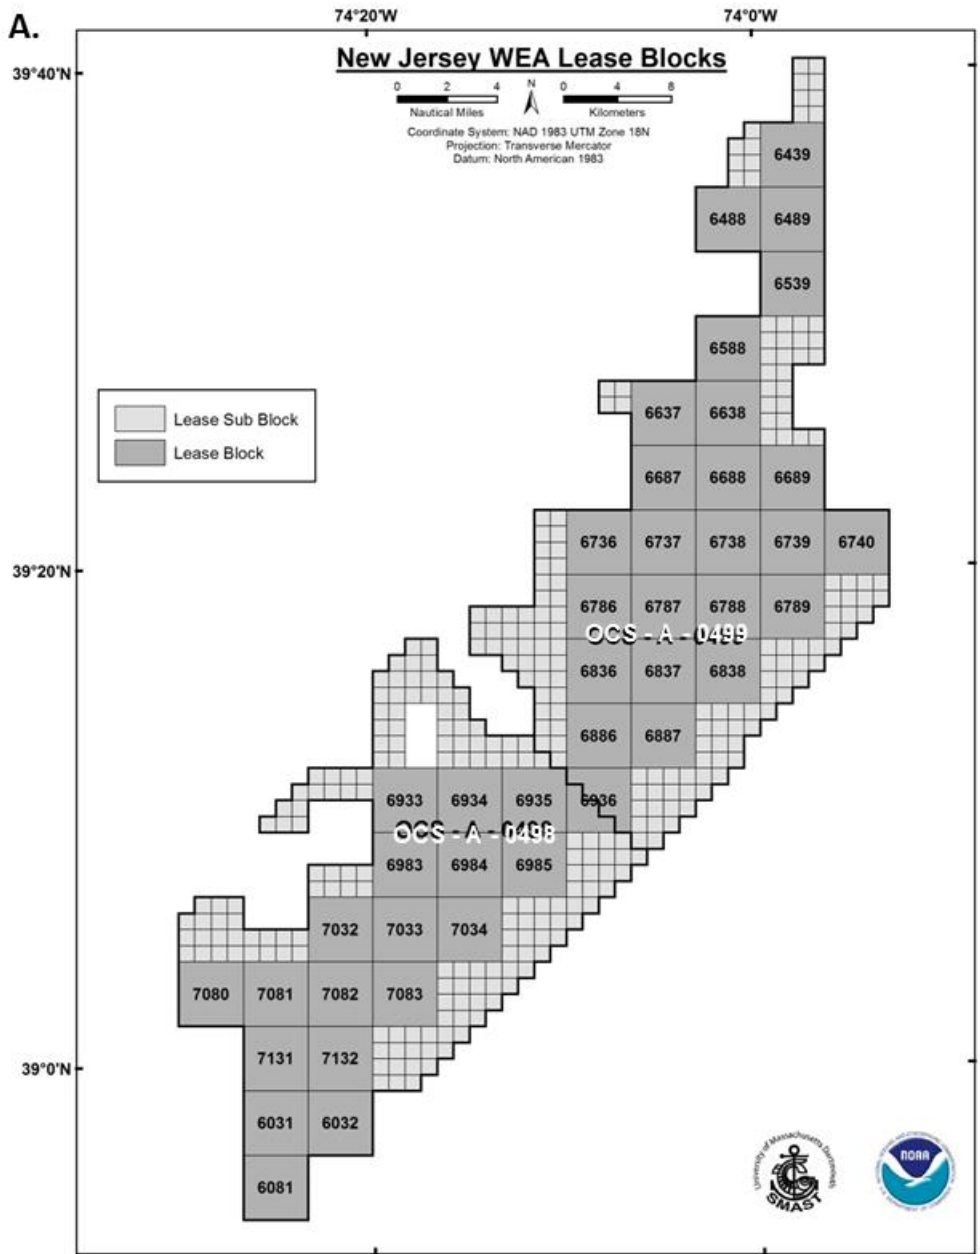 A.
74°20'W 74°0'W
New Jersey WEA Lease Blocks
39°40'N
0 2 4
Nautical Miles
N
0 4 8
Kilometers
Coordinate System: NAD 1983 UTM Zone 18N
Projection: Transverse Mercator
Datum: North American 1983
6439
6488 6489
6539
6588
Lease Sub Block
Lease Block
6637 6638
6687 6688 6689
39°20'N
6736 6737 6738 6739 6740
6786 6787 6788 6789
OCS - A - 0499
6836 6837 6838
6886 6887
6933 6934 6935 6936
OCS - A - 0498
6983 6984 6985
7032 7033 7034
7080 7081 7082 7083
39°0'N
7131 7132
6031 6032
6081
University of Massachusetts Dartmouth
SMAST
NOAA